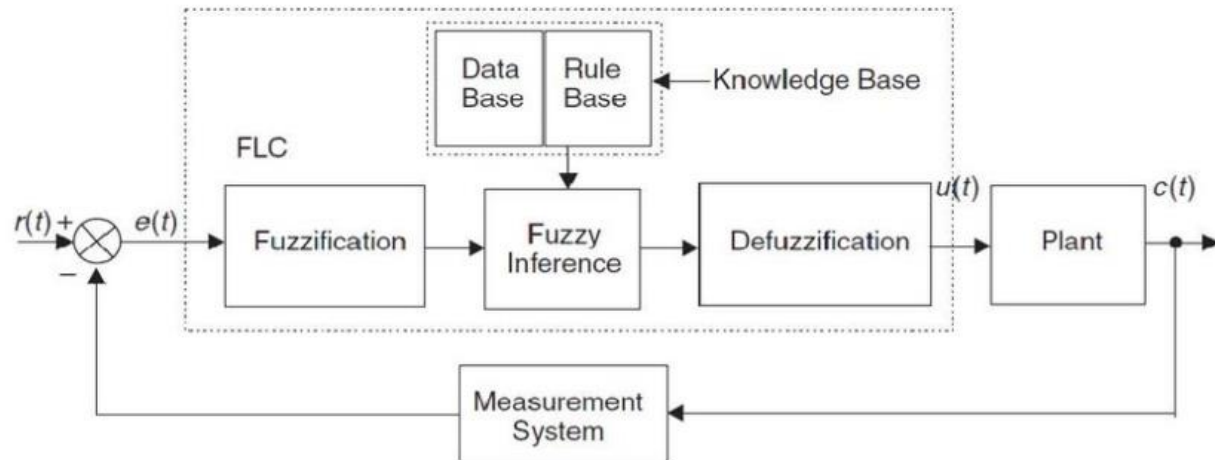 Data
Base
Rule
Base
Knowledge Base
FLC
r(t) +
e(t)
−
Fuzzification
Fuzzy
Inference
Defuzzification
u(t)
Plant
c(t)
Measurement
System